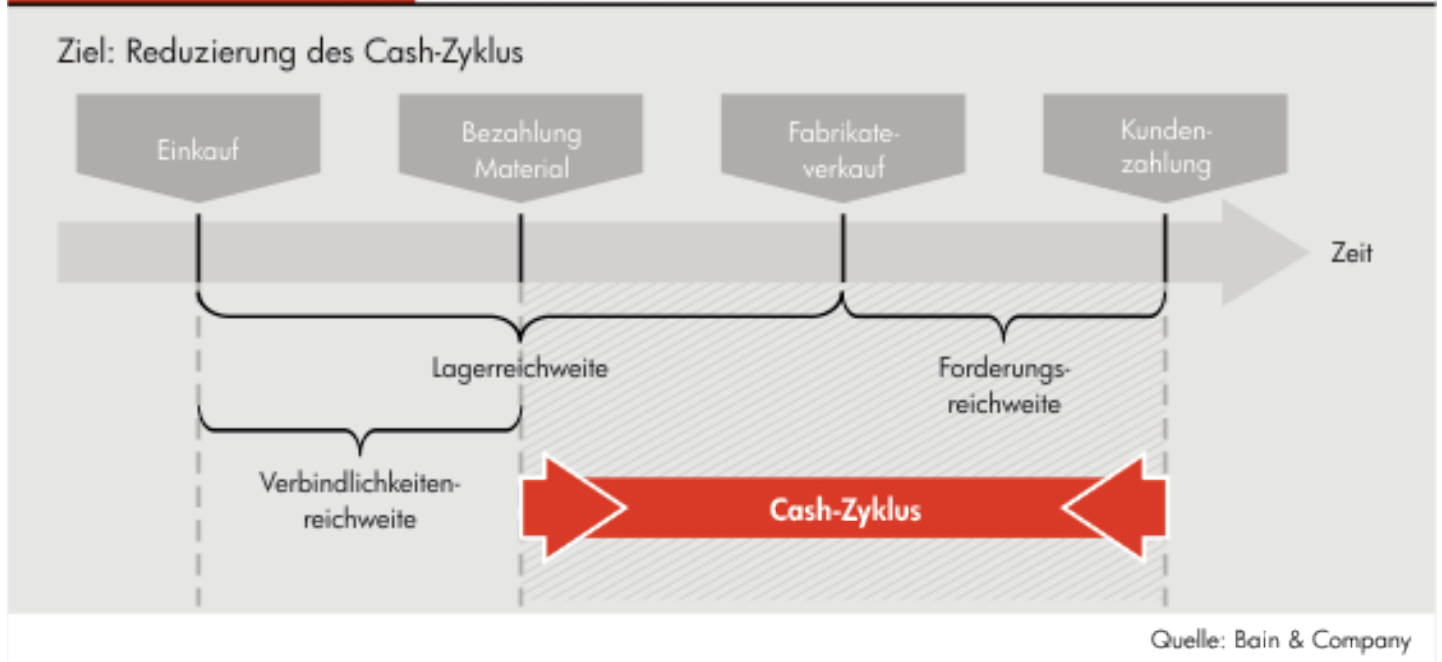 Ziel: Reduzierung des Cash-Zyklus
Einkauf
Bezahlung
Material
Fabrikate-
verkauf
Kunden-
zahlung
Zeit
Lagerreichweite
Forderungs-
reichweite
Verbindlichkeiten-
reichweite
Cash-Zyklus
Quelle: Bain & Company